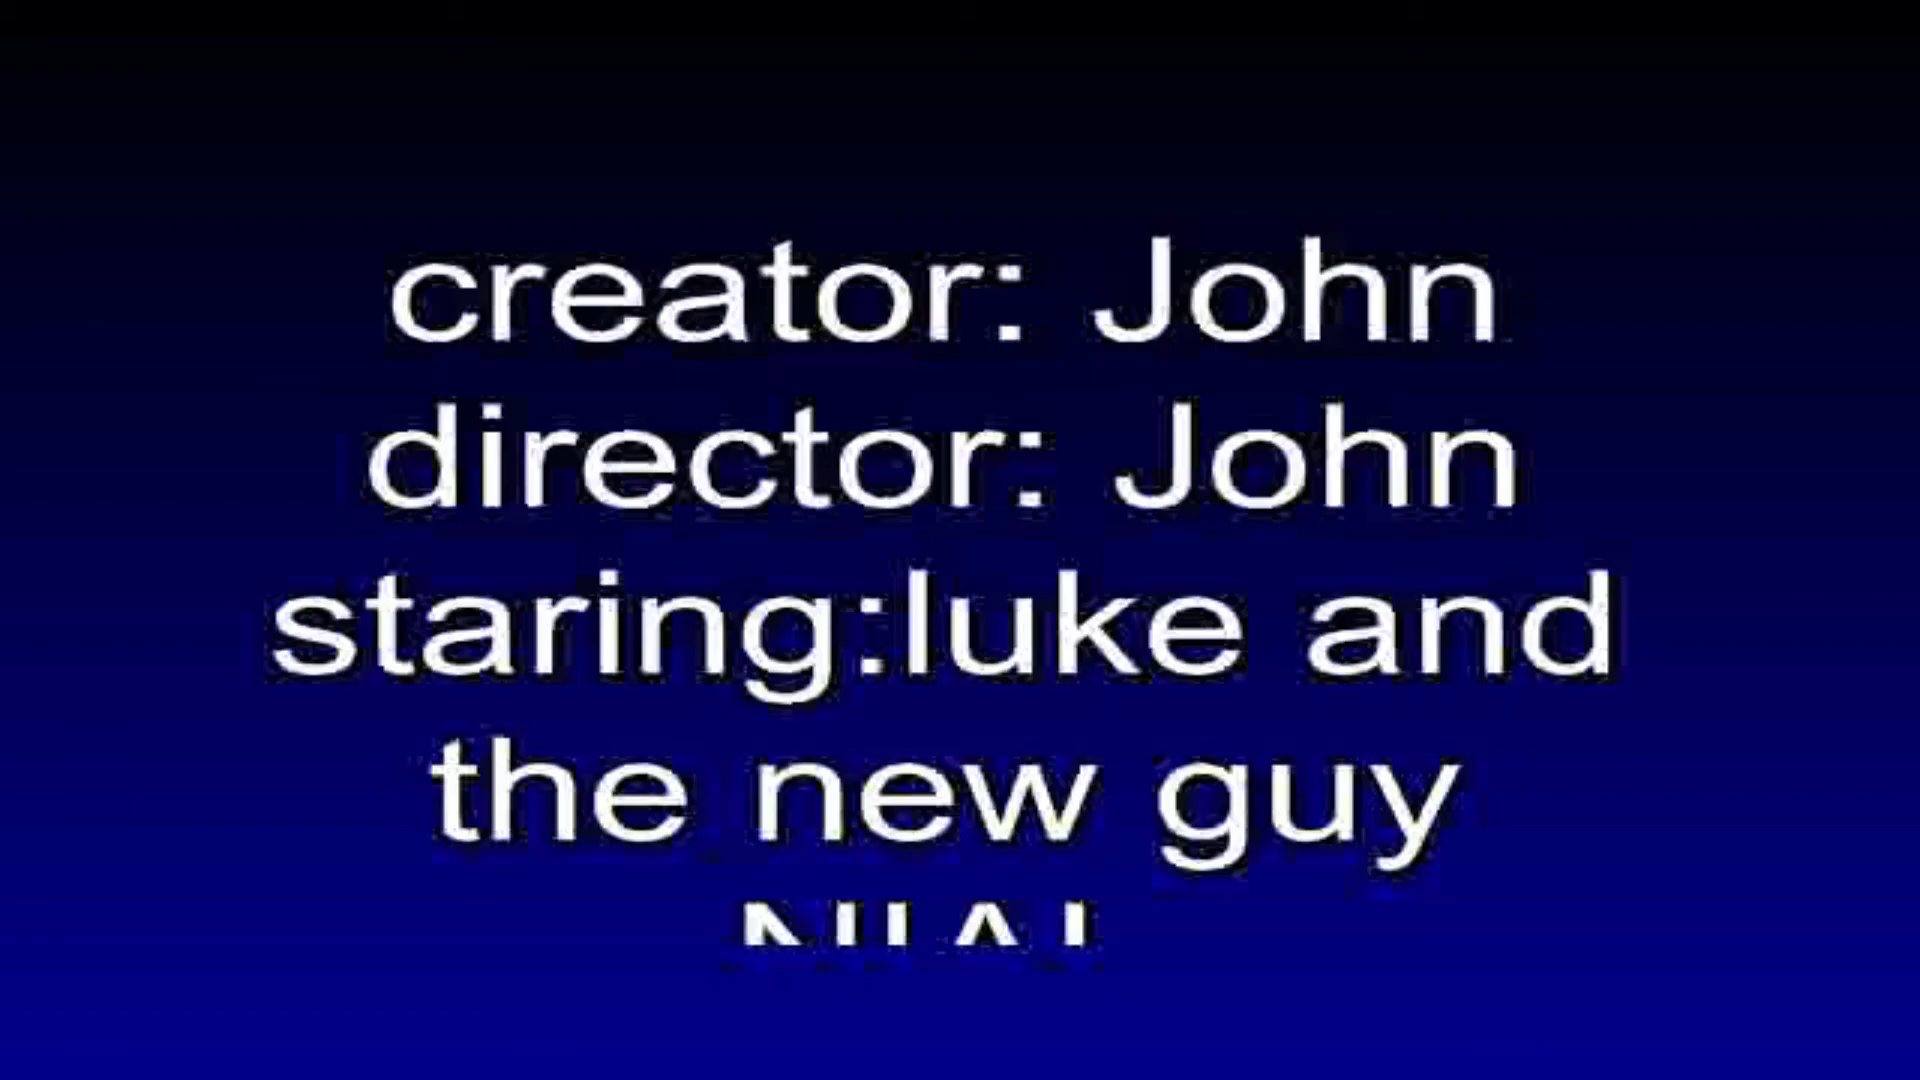 creator: John
director: John
staring:luke and
the new guy